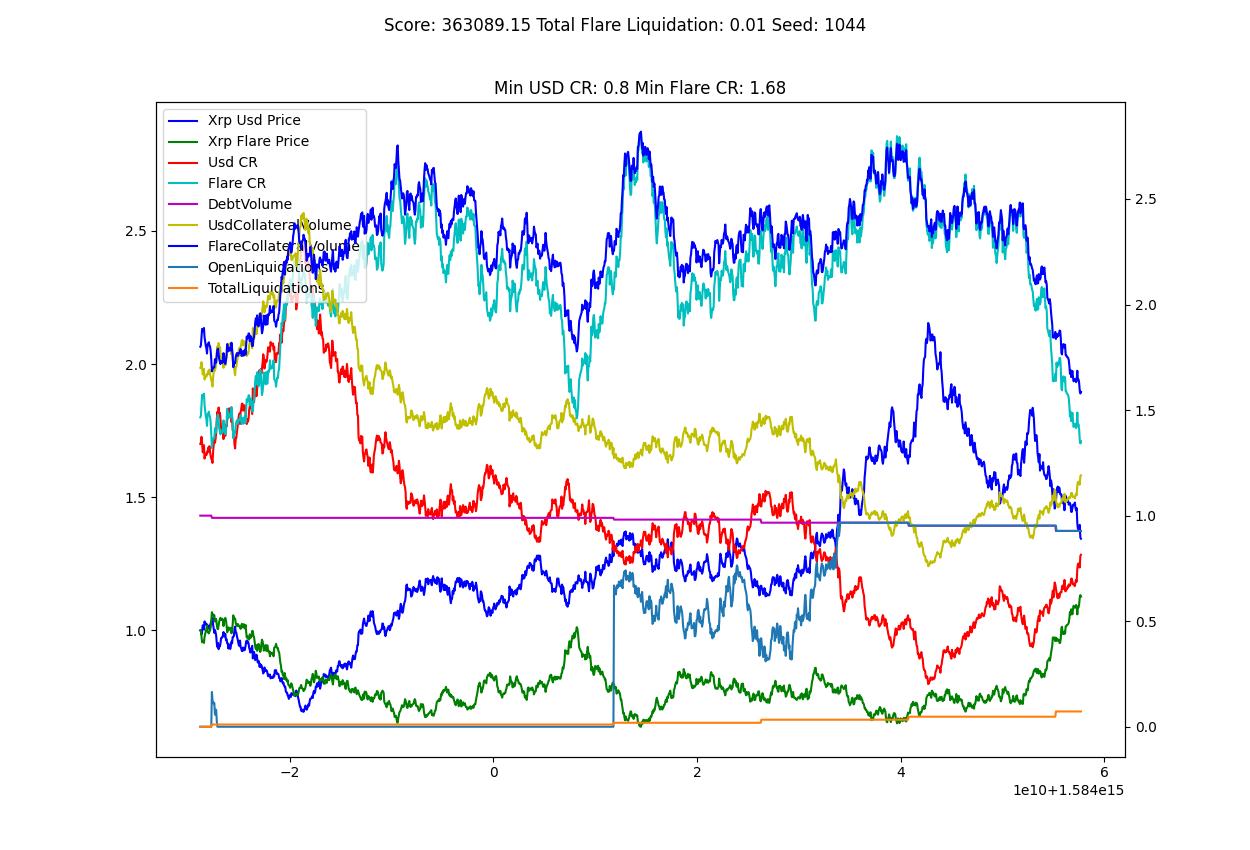 Score: 363089.15 Total Flare Liquidation: 0.01 Seed: 1044
Min USD CR: 0.8 Min Flare CR: 1.68
Xrp Usd Price
Xrp Flare Price
Usd CR
Flare CR
DebtVolume
UsdCollateralVolume
FlareCollateralVolume
OpenLiquidations
TotalLiquidations
2.5
2.0
1.5
1.0
2.5
2.0
1.5
1.0
0.5
0.0
−2
0
2
4
6
1e10+1.584e15